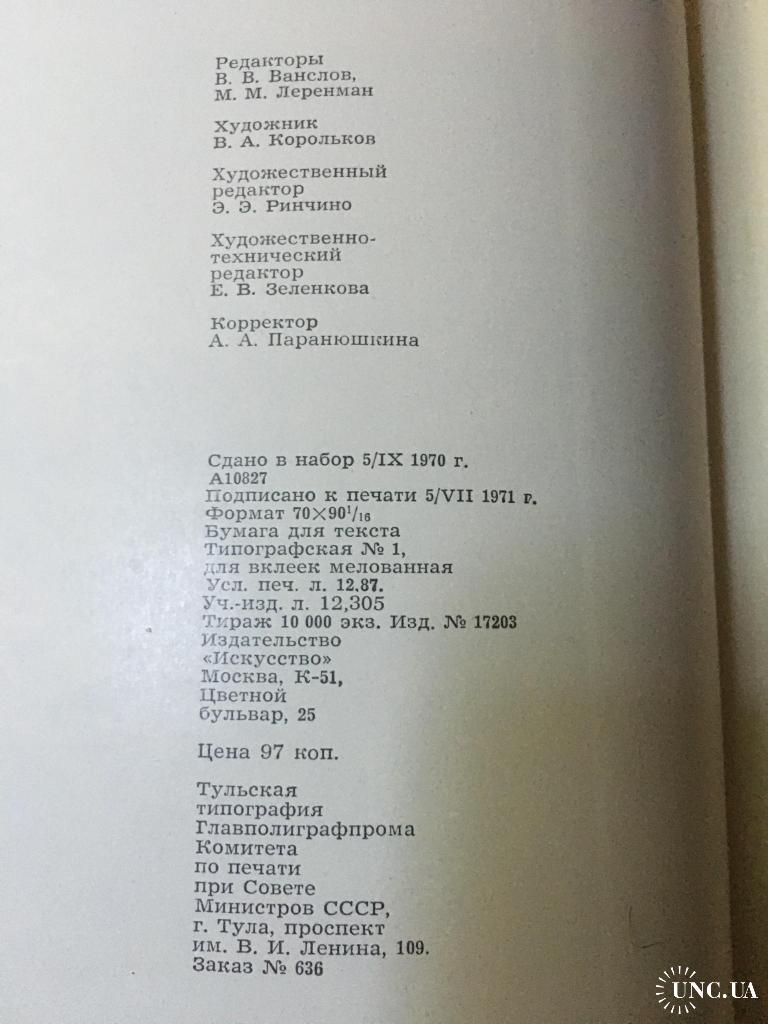 Редакторы
В. В. Ванслов,
М. М. Леренман
Художник
В. А. Корольков
Художественный
редактор
Э. Э. Ринчино
Художественно-
технический
редактор
Е. В. Зеленкова
Корректор
А. А. Паранюшкина
Сдано в набор 5/IX 1970 г.
А10827
Подписано к печати 5/VII 1971 г.
Формат 70×90¹/₁₆
Бумага для текста
Типографская № 1,
для вклеек мелованная
Усл. печ. л. 12.87.
Уч.-изд. л. 12,305
Тираж 10 000 экз. Изд. № 17203
Издательство
«Искусство»
Москва, К-51,
Цветной
бульвар, 25
Цена 97 коп.
Тульская
типография
Главполиграфпрома
Комитета
по печати
при Совете
Министров СССР,
г. Тула, проспект
им. В. И. Ленина, 109.
Заказ № 636
UNC.UA